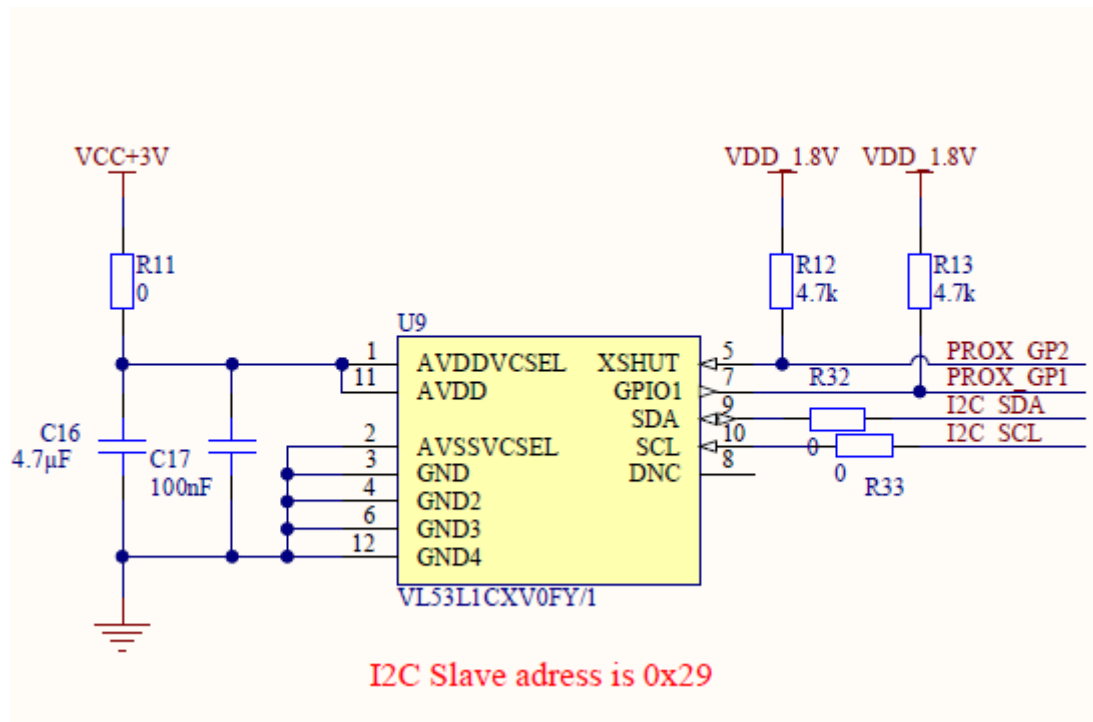 VCC+3V
VDD_1.8V VDD_1.8V
R11
0
R12
4.7k
R13
4.7k
U9
1 AVDDVCSEL XSHUT 5 PROX_GP2
11 AVDD GPIO1 7 PROX_GP1
R32
SDA 9 I2C_SDA
2 AVSSVCSEL SCL 10 0 I2C_SCL
3 GND DNC 8 0 R33
4 GND2
6 GND3
12 GND4
C16
4.7µF
C17
100nF
VL53L1CXV0FY/1
I2C Slave adress is 0x29